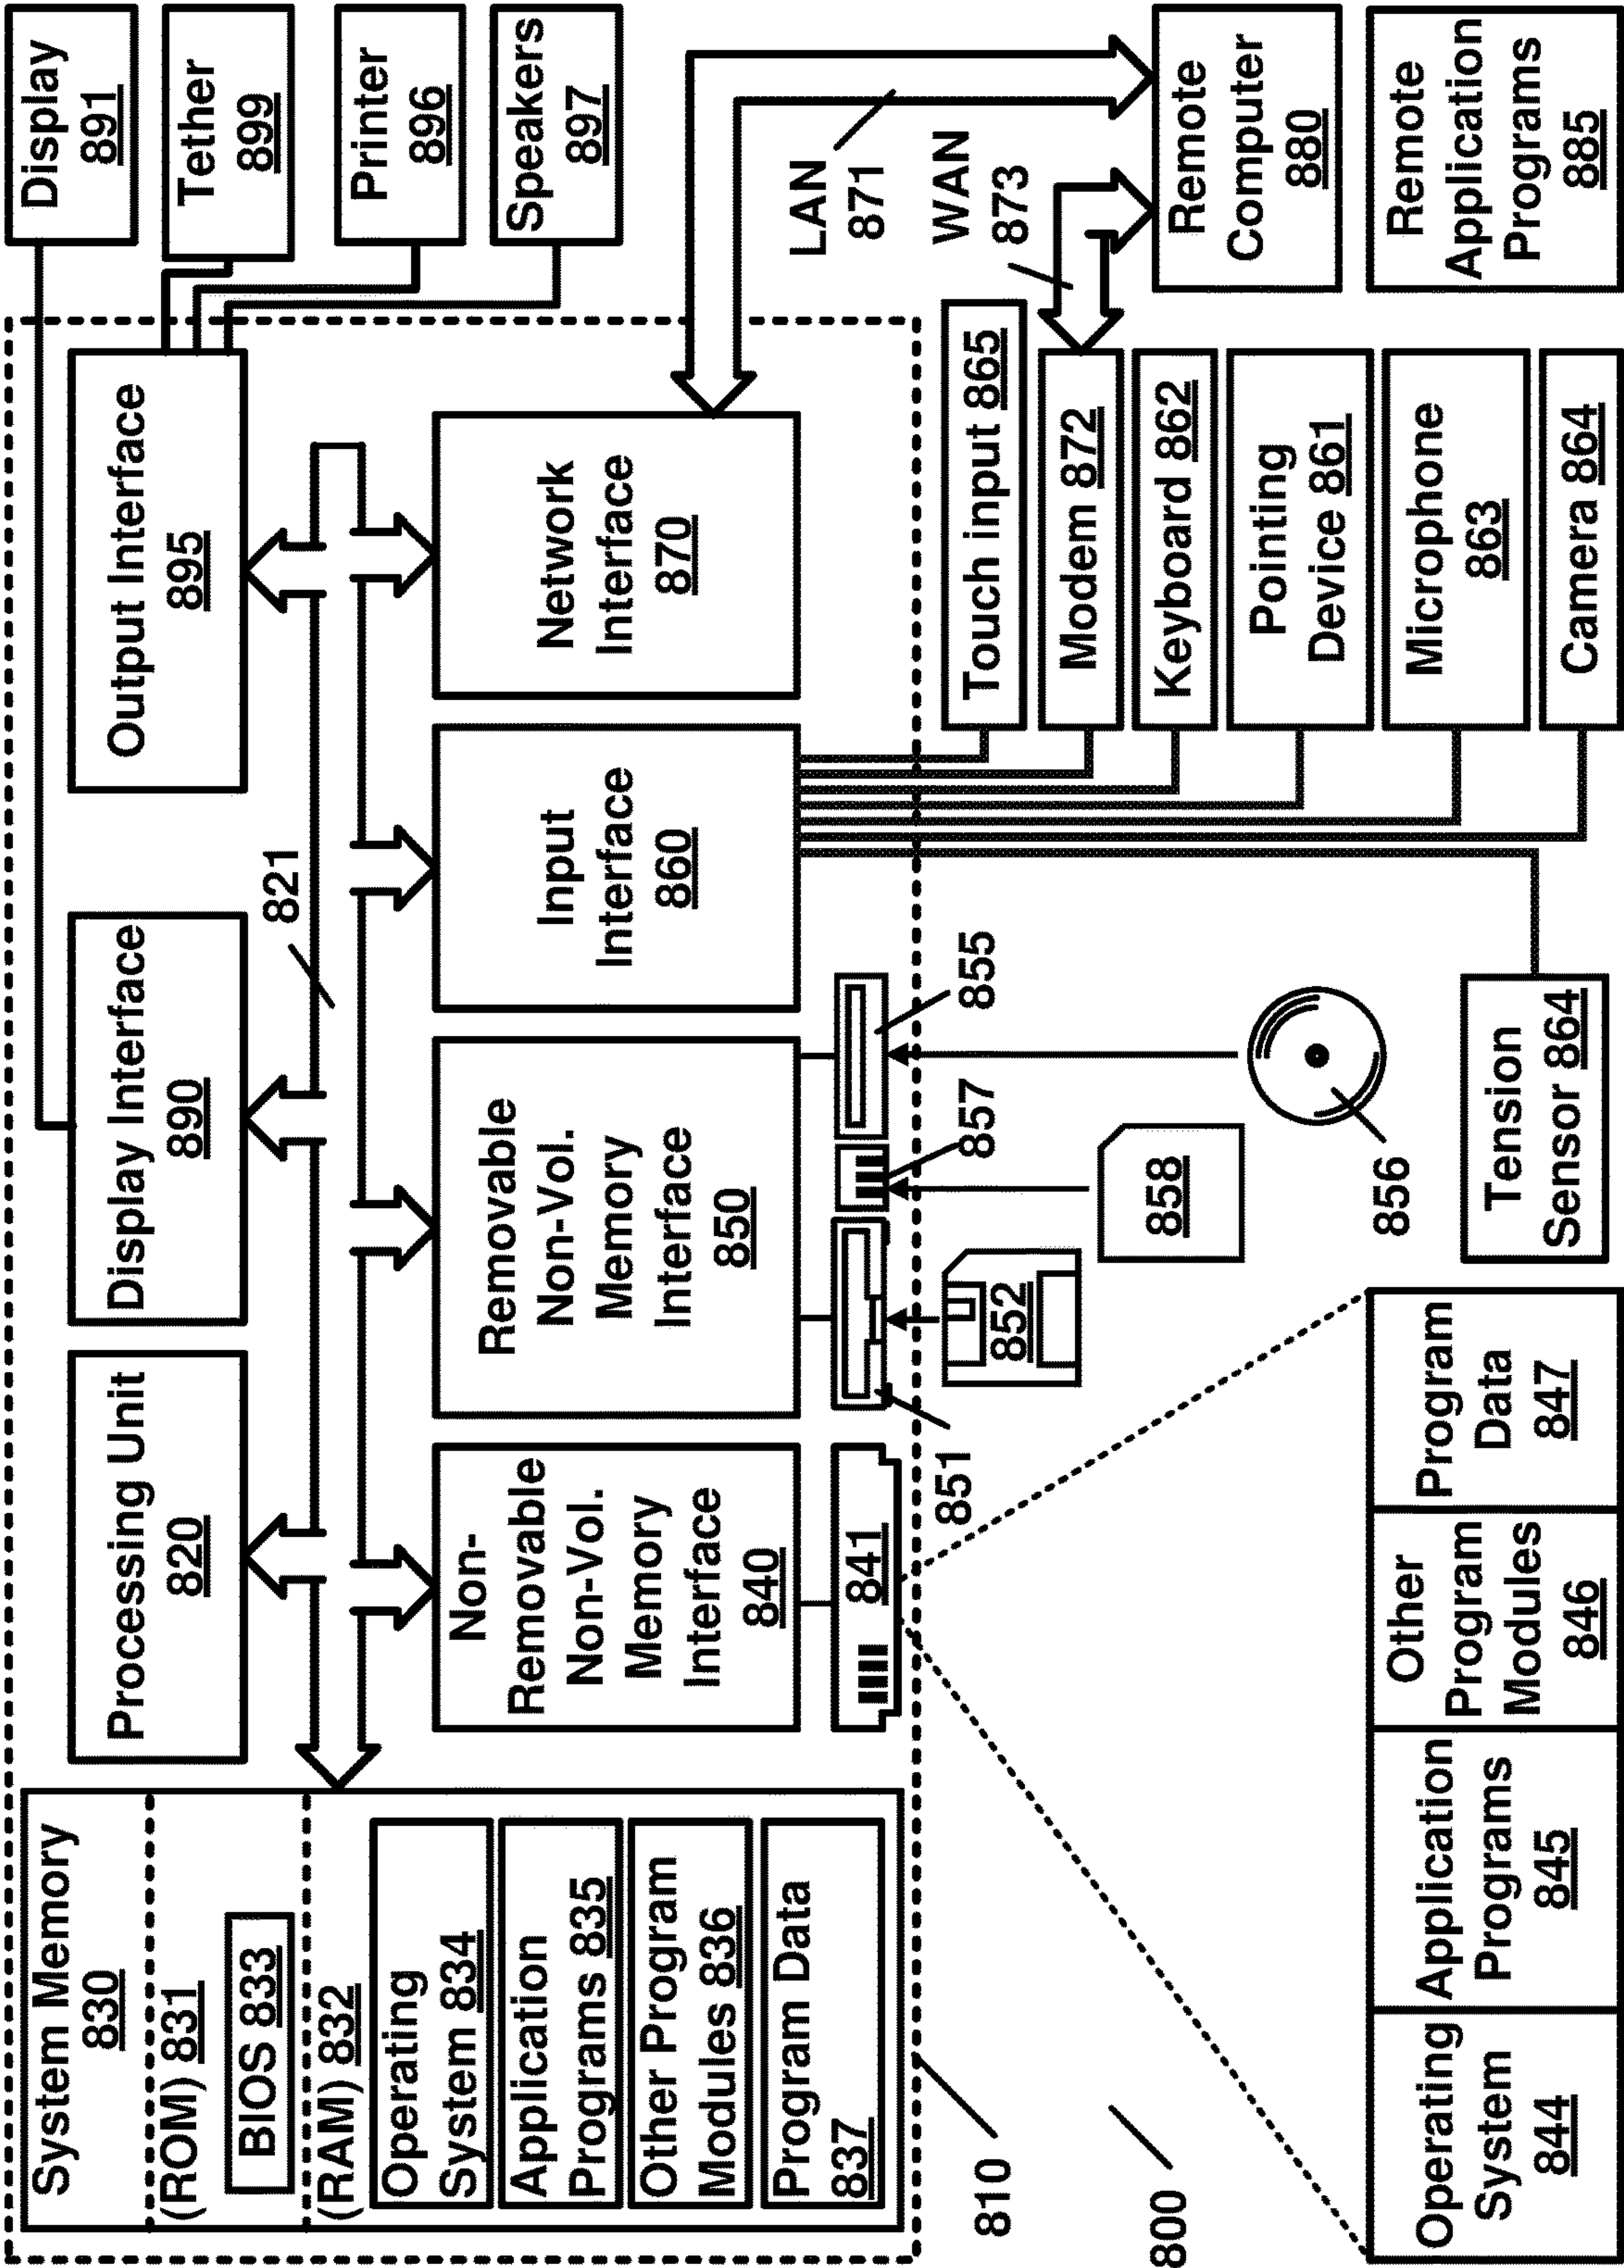 System Memory
830
(ROM) 831
BIOS 833
(RAM) 832
Operating
System 834
Application
Programs 835
Other Program
Modules 836
Program Data
837
Processing Unit
820
Display Interface
890
Output Interface
895
821
Non-
Removable
Non-Vol.
Memory
Interface
840
Removable
Non-Vol.
Memory
Interface
850
Input
Interface
860
Network
Interface
870
Display
891
Tether
899
Printer
896
Speakers
897
841
851
852
857
858
855
856
LAN
871
WAN
873
Touch input 865
Modem 872
Keyboard 862
Pointing
Device 861
Microphone
863
Camera 864
Remote
Computer
880
Remote
Application
Programs
885
Tension
Sensor 864
810
800
Operating
System
844
Application
Programs
845
Other
Program
Modules
846
Program
Data
847